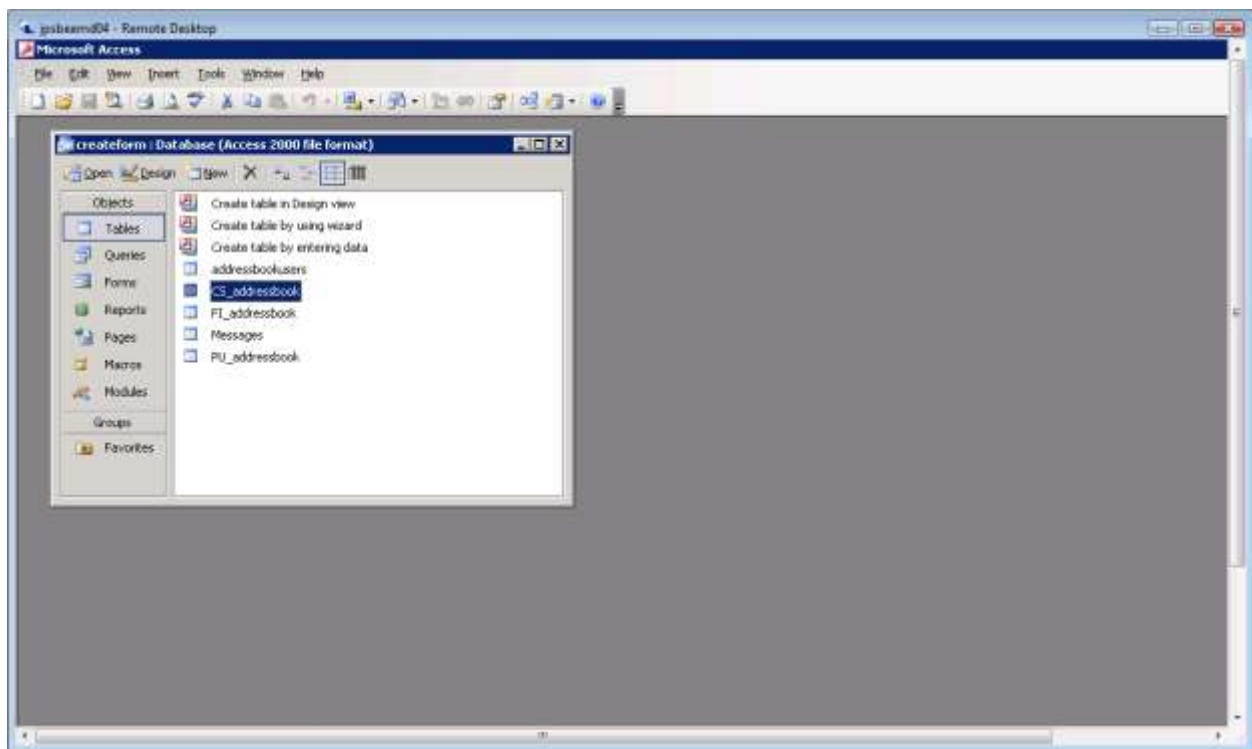 jpsbeamd04 - Remote Desktop
Microsoft Access
File Edit View Insert Tools Window Help
createform : Database (Access 2000 file format)
Open Design New
Objects
Tables
Queries
Forms
Reports
Pages
Macros
Modules
Groups
Favorites
Create table in Design view
Create table by using wizard
Create table by entering data
addressbookusers
CS_addressbook
FI_addressbook
Messages
PU_addressbook